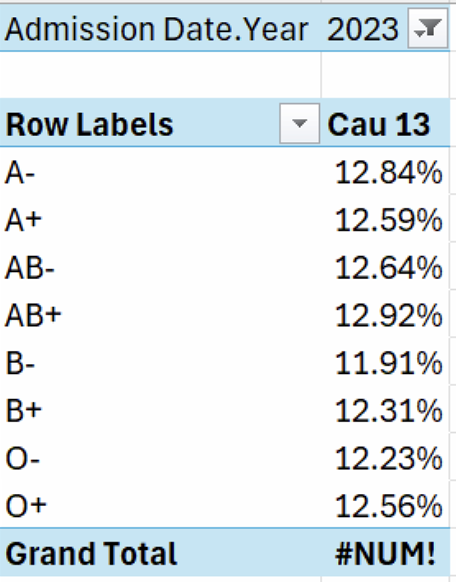 Admission Date.Year 2023
Row Labels Cau 13
A- 12.84%
A+ 12.59%
AB- 12.64%
AB+ 12.92%
B- 11.91%
B+ 12.31%
O- 12.23%
O+ 12.56%
Grand Total #NUM!